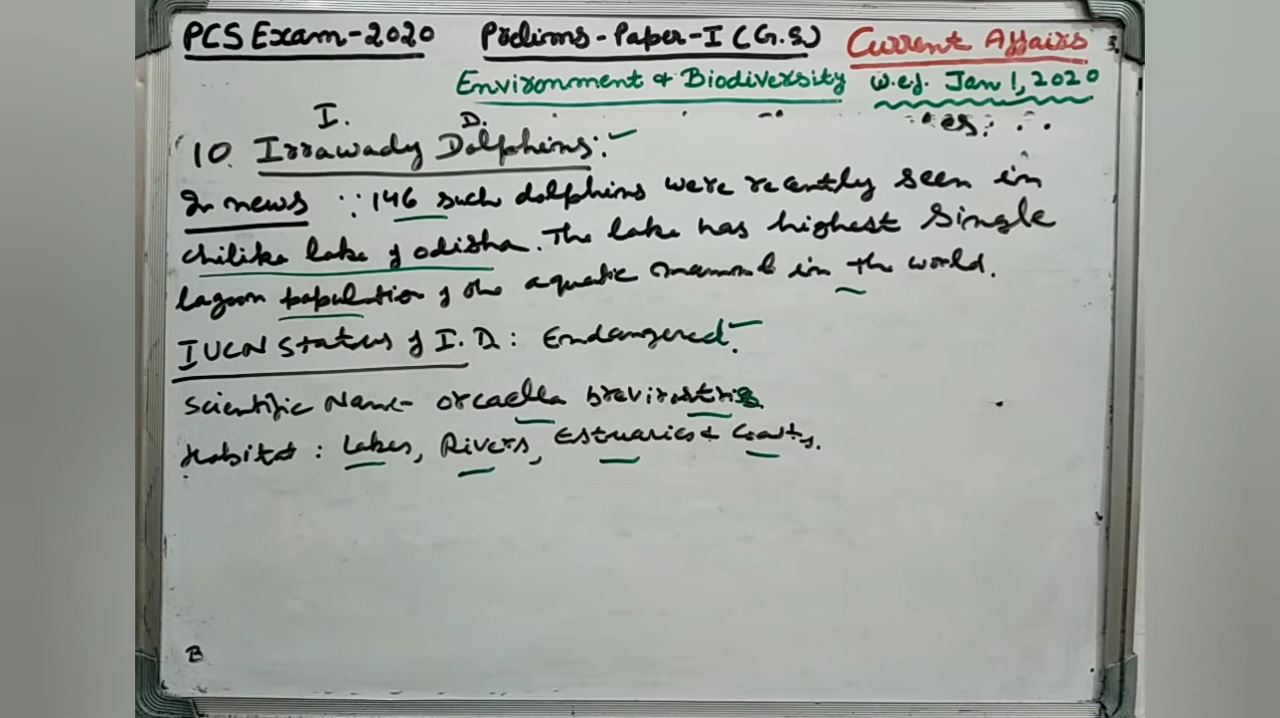 PCS Exam-2020 Prelims-Paper-I (G.S) Current Affairs
Environment & Biodiversity w.e.f. Jan 1, 2020
I. D.
10. Irrawady Dolphins:
In news ∵ 146 such dolphins were recently seen in
chilika lake of odisha. The lake has highest single
lagoon population of the aquatic mammal in the world.
IUCN Status of I.D.: Endangered.
Scientific Name- orcaella brevirostris
Habitat: Lakes, Rivers, Estuaries & Coasts.
B